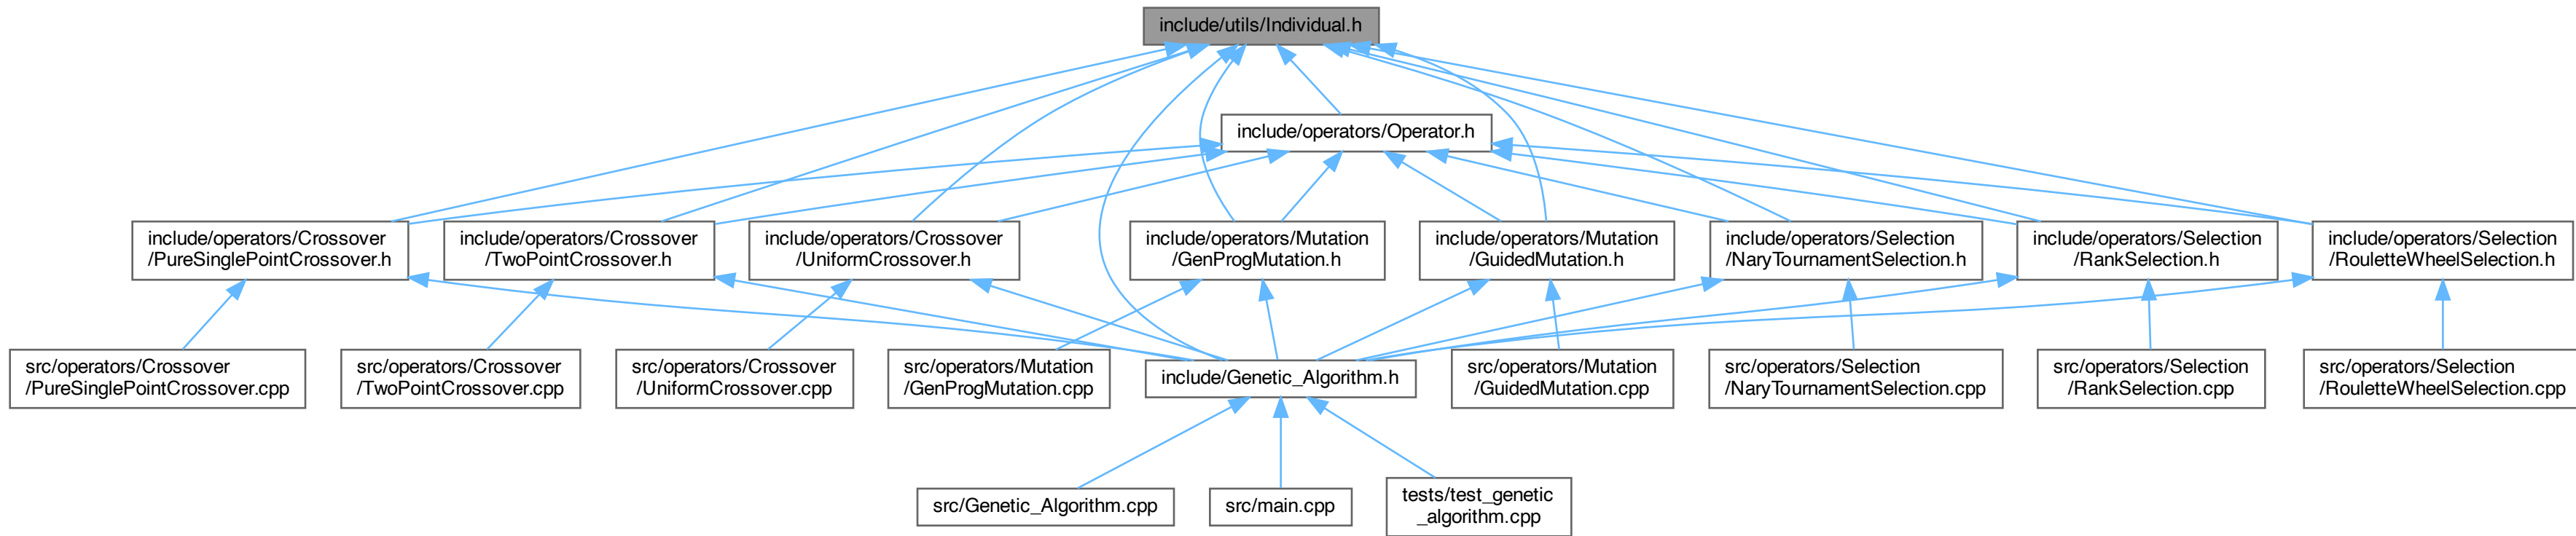 include/utils/Individual.h
include/operators/Operator.h
include/operators/Crossover
/PureSinglePointCrossover.h
include/operators/Crossover
/TwoPointCrossover.h
include/operators/Crossover
/UniformCrossover.h
include/operators/Mutation
/GenProgMutation.h
include/operators/Mutation
/GuidedMutation.h
include/operators/Selection
/NaryTournamentSelection.h
include/operators/Selection
/RankSelection.h
include/operators/Selection
/RouletteWheelSelection.h
src/operators/Crossover
/PureSinglePointCrossover.cpp
src/operators/Crossover
/TwoPointCrossover.cpp
src/operators/Crossover
/UniformCrossover.cpp
src/operators/Mutation
/GenProgMutation.cpp
include/Genetic_Algorithm.h
src/operators/Mutation
/GuidedMutation.cpp
src/operators/Selection
/NaryTournamentSelection.cpp
src/operators/Selection
/RankSelection.cpp
src/operators/Selection
/RouletteWheelSelection.cpp
src/Genetic_Algorithm.cpp
src/main.cpp
tests/test_genetic
_algorithm.cpp